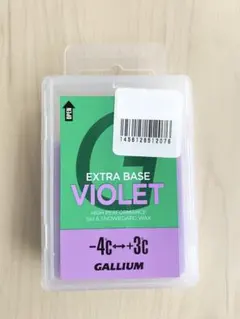 OPEN
EXTRA BASE
VIOLET
HIGH PERFORMANCE
SKI & SNOWBOARD WAX
-4c↔+3c
GALLIUM